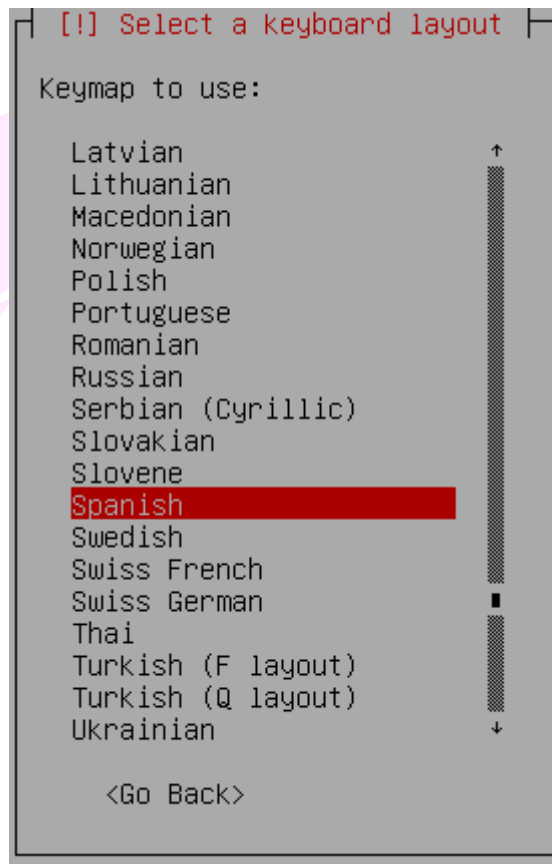 [!] Select a keyboard layout
Keymap to use:
Latvian
Lithuanian
Macedonian
Norwegian
Polish
Portuguese
Romanian
Russian
Serbian (Cyrillic)
Slovakian
Slovene
Spanish
Swedish
Swiss French
Swiss German
Thai
Turkish (F layout)
Turkish (Q layout)
Ukrainian
<Go Back>